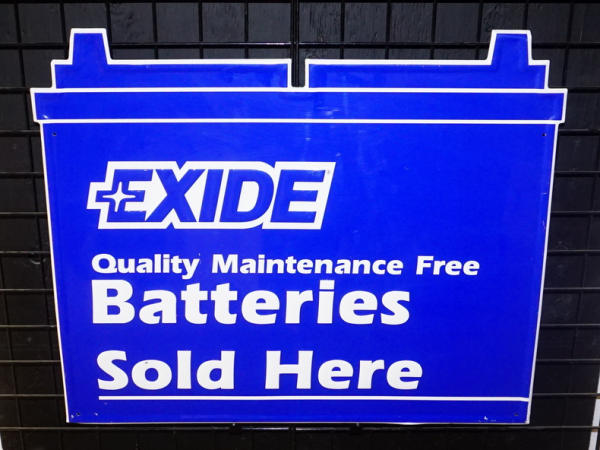 EXIDE
Quality Maintenance Free
Batteries
Sold Here